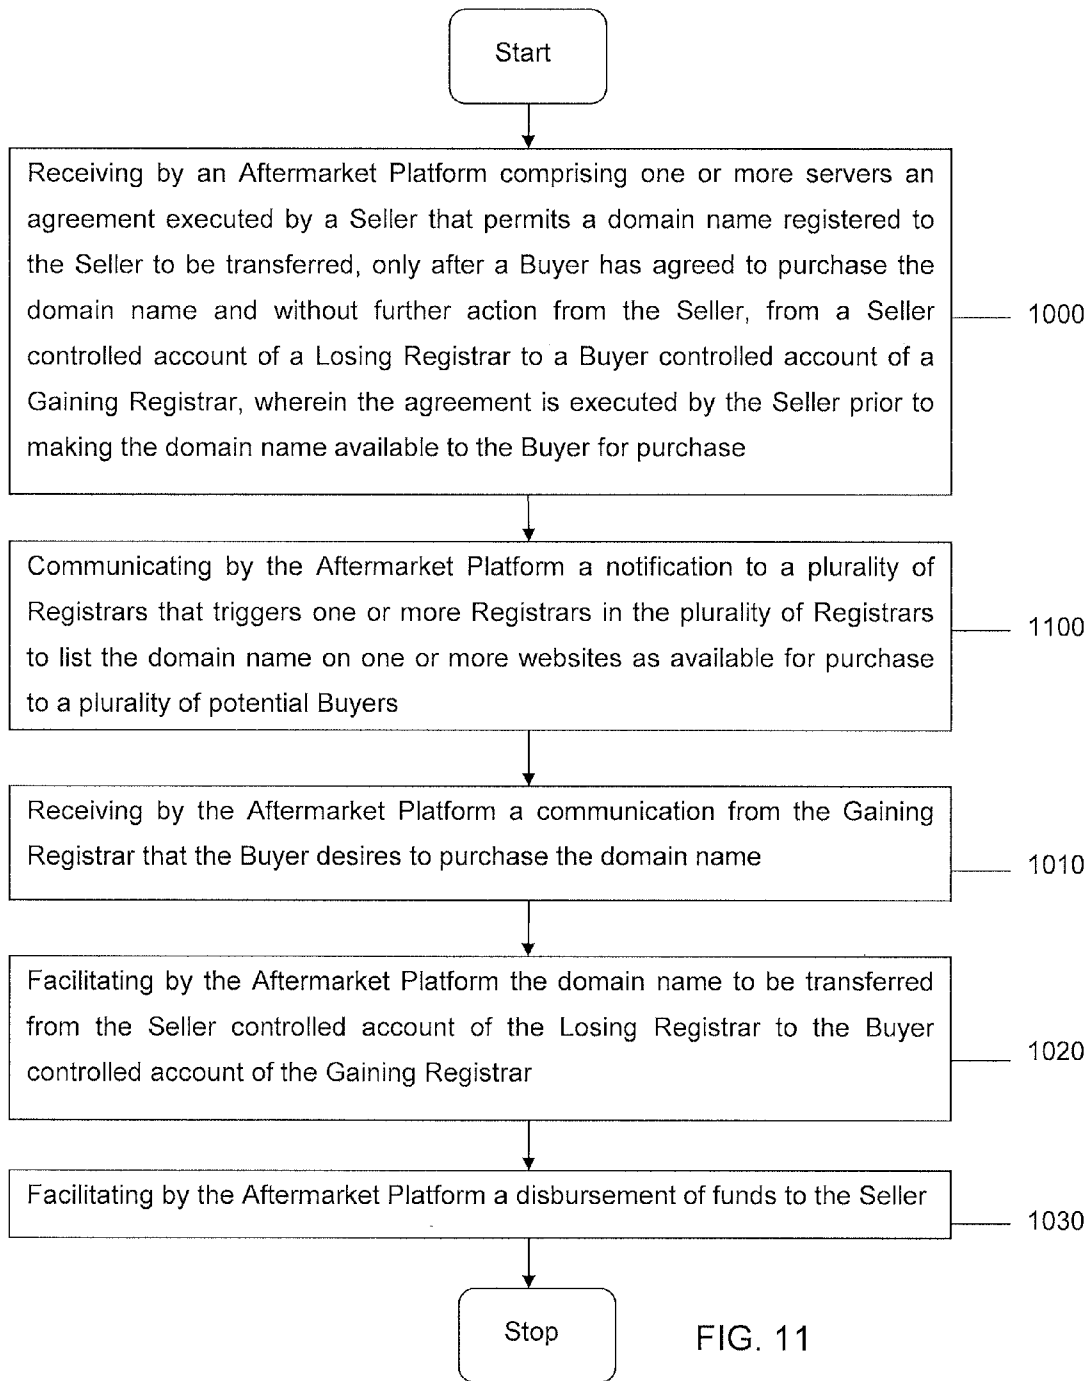 Start
Receiving by an Aftermarket Platform comprising one or more servers an
agreement executed by a Seller that permits a domain name registered to
the Seller to be transferred, only after a Buyer has agreed to purchase the
domain name and without further action from the Seller, from a Seller
controlled account of a Losing Registrar to a Buyer controlled account of a
Gaining Registrar, wherein the agreement is executed by the Seller prior to
making the domain name available to the Buyer for purchase
1000
Communicating by the Aftermarket Platform a notification to a plurality of
Registrars that triggers one or more Registrars in the plurality of Registrars
to list the domain name on one or more websites as available for purchase
to a plurality of potential Buyers
1100
Receiving by the Aftermarket Platform a communication from the Gaining
Registrar that the Buyer desires to purchase the domain name
1010
Facilitating by the Aftermarket Platform the domain name to be transferred
from the Seller controlled account of the Losing Registrar to the Buyer
controlled account of the Gaining Registrar
1020
Facilitating by the Aftermarket Platform a disbursement of funds to the Seller
1030
Stop
FIG. 11